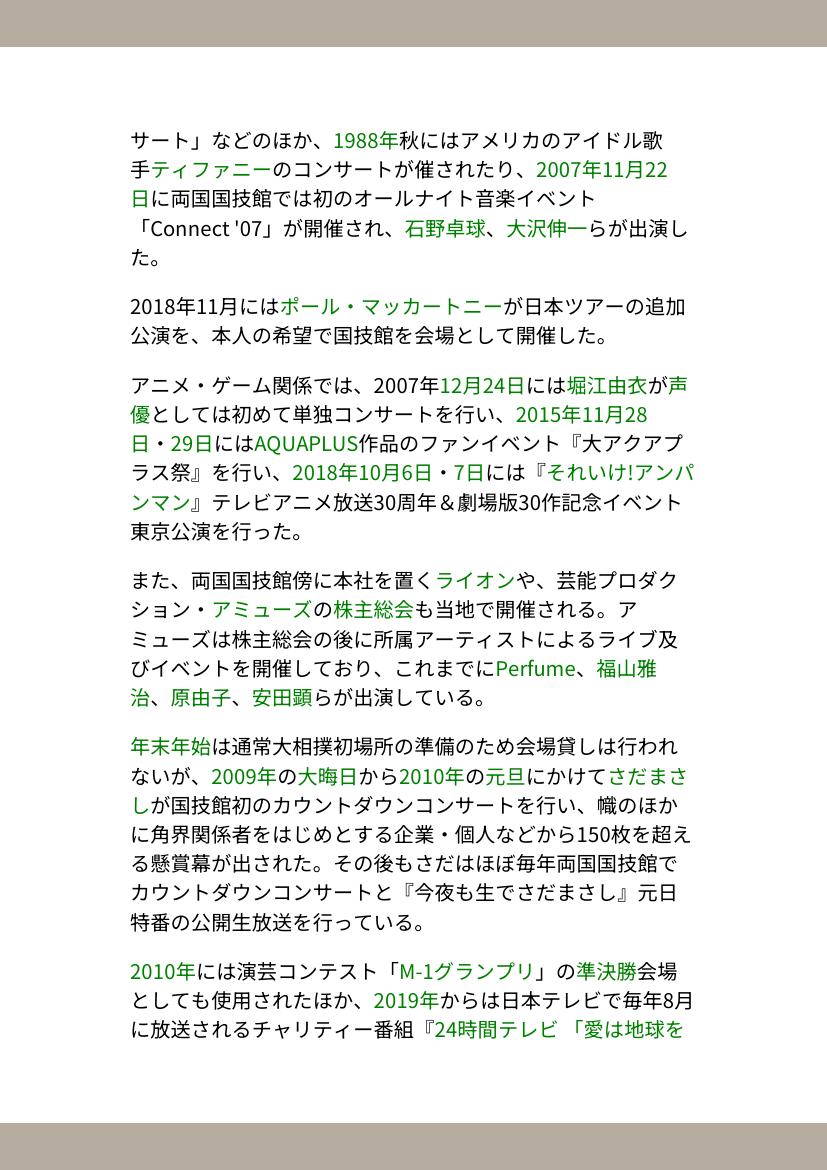 サート」などのほか、1988年秋にはアメリカのアイドル歌
手ティファニーのコンサートが催されたり、2007年11月22
日に両国国技館では初のオールナイト音楽イベント
「Connect '07」が開催され、石野卓球、大沢伸一らが出演し
た。
2018年11月にはポール・マッカートニーが日本ツアーの追加
公演を、本人の希望で国技館を会場として開催した。
アニメ・ゲーム関係では、2007年12月24日には堀江由衣が声
優としては初めて単独コンサートを行い、2015年11月28
日・29日にはAQUAPLUS作品のファンイベント『大アクアプ
ラス祭』を行い、2018年10月6日・7日には『それいけ!アンパ
ンマン』テレビアニメ放送30周年＆劇場版30作記念イベント
東京公演を行った。
また、両国国技館傍に本社を置くライオンや、芸能プロダク
ション・アミューズの株主総会も当地で開催される。ア
ミューズは株主総会の後に所属アーティストによるライブ及
びイベントを開催しており、これまでにPerfume、福山雅
治、原由子、安田顕らが出演している。
年末年始は通常大相撲初場所の準備のため会場貸しは行われ
ないが、2009年の大晦日から2010年の元旦にかけてさだまさ
しが国技館初のカウントダウンコンサートを行い、幟のほか
に角界関係者をはじめとする企業・個人などから150枚を超え
る懸賞幕が出された。その後もさだはほぼ毎年両国国技館で
カウントダウンコンサートと『今夜も生でさだまさし』元日
特番の公開生放送を行っている。
2010年には演芸コンテスト「M-1グランプリ」の準決勝会場
としても使用されたほか、2019年からは日本テレビで毎年8月
に放送されるチャリティー番組『24時間テレビ 「愛は地球を